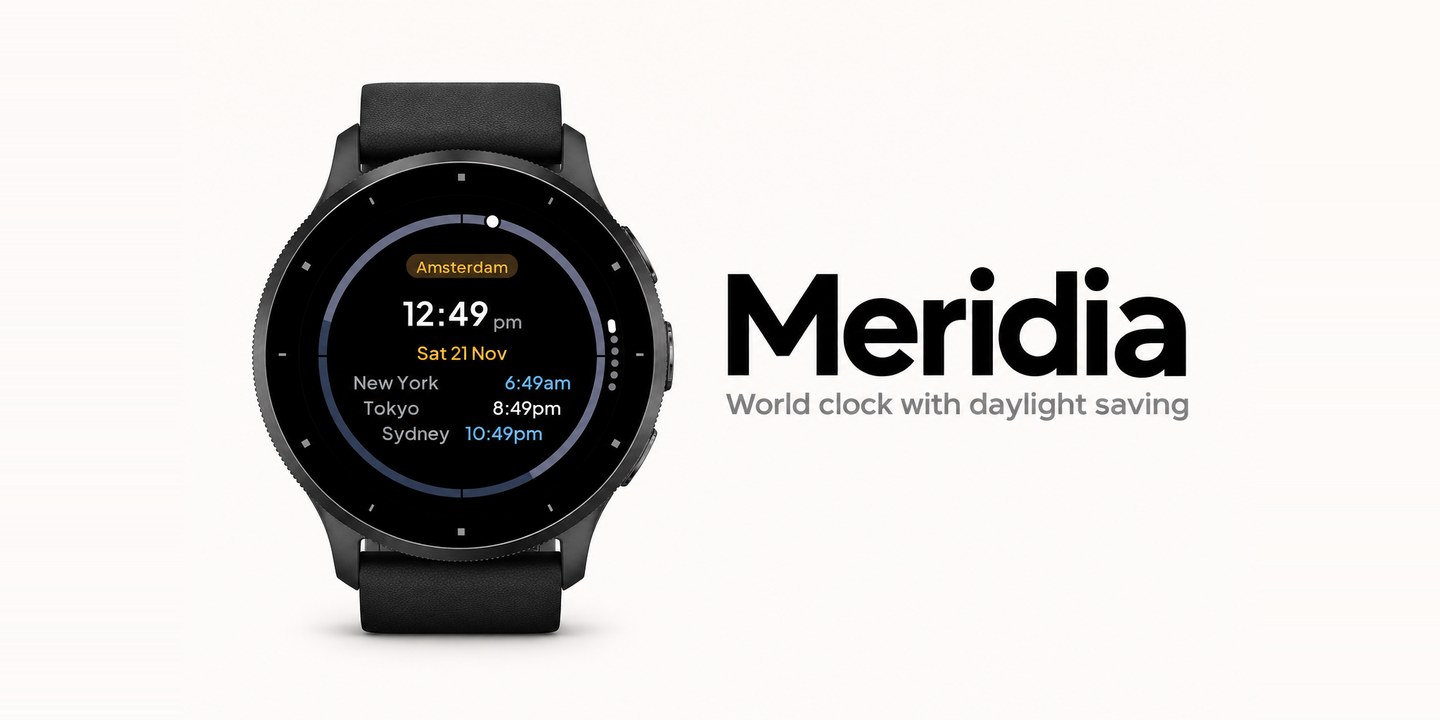 Amsterdam
12:49 pm
Sat 21 Nov
New York 6:49am
Tokyo 8:49pm
Sydney 10:49pm
Meridia
World clock with daylight saving